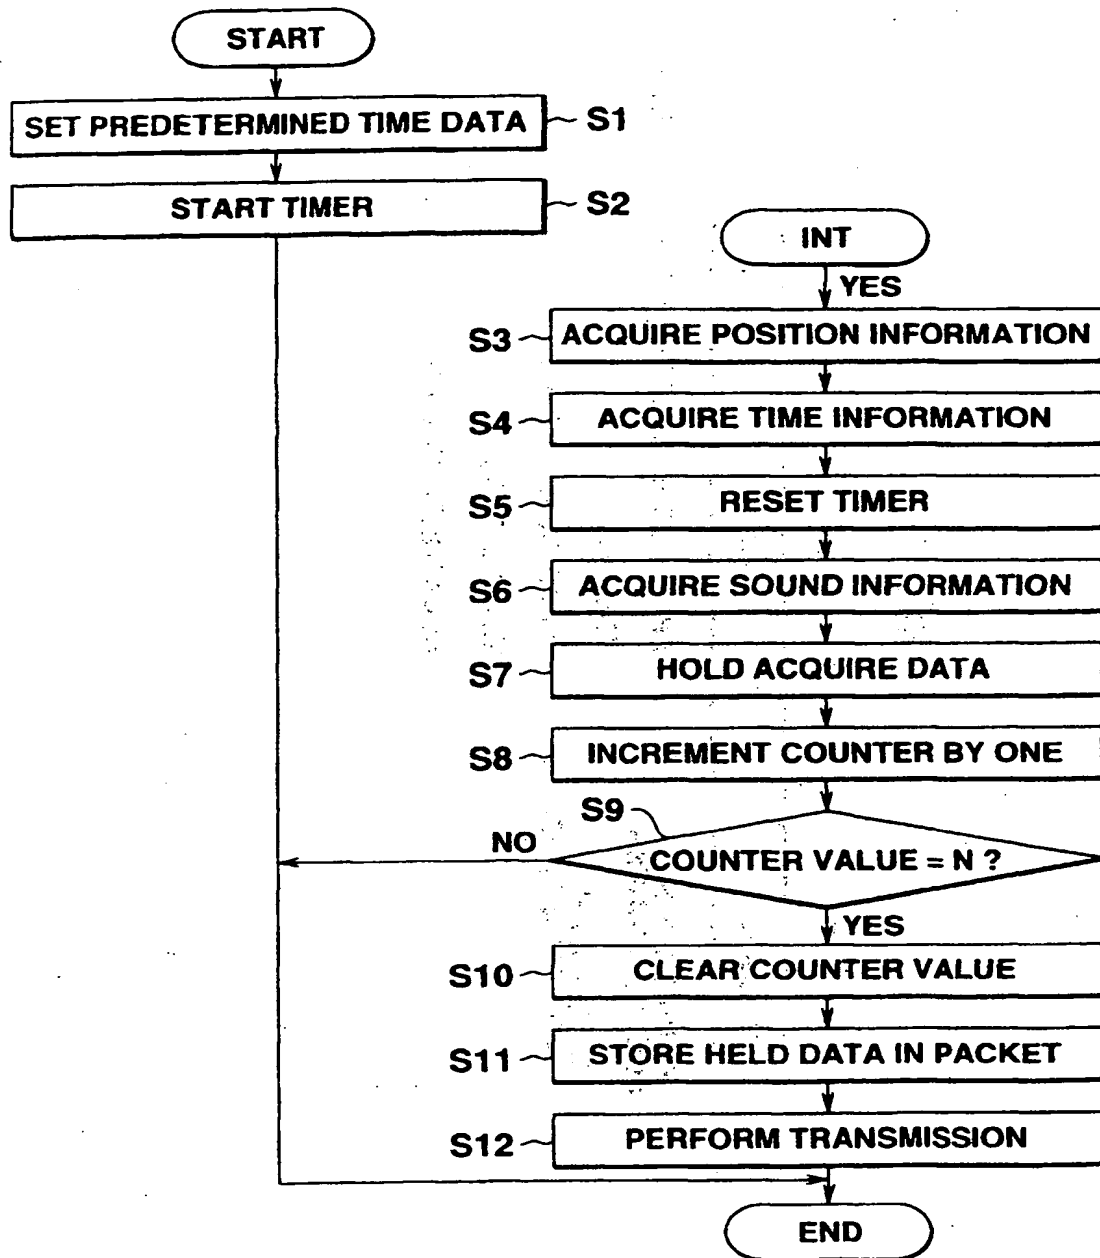 START
SET PREDETERMINED TIME DATA
S1
START TIMER
S2
INT
YES
S3
ACQUIRE POSITION INFORMATION
S4
ACQUIRE TIME INFORMATION
S5
RESET TIMER
S6
ACQUIRE SOUND INFORMATION
S7
HOLD ACQUIRE DATA
S8
INCREMENT COUNTER BY ONE
S9
NO
COUNTER VALUE = N ?
YES
S10
CLEAR COUNTER VALUE
S11
STORE HELD DATA IN PACKET
S12
PERFORM TRANSMISSION
END